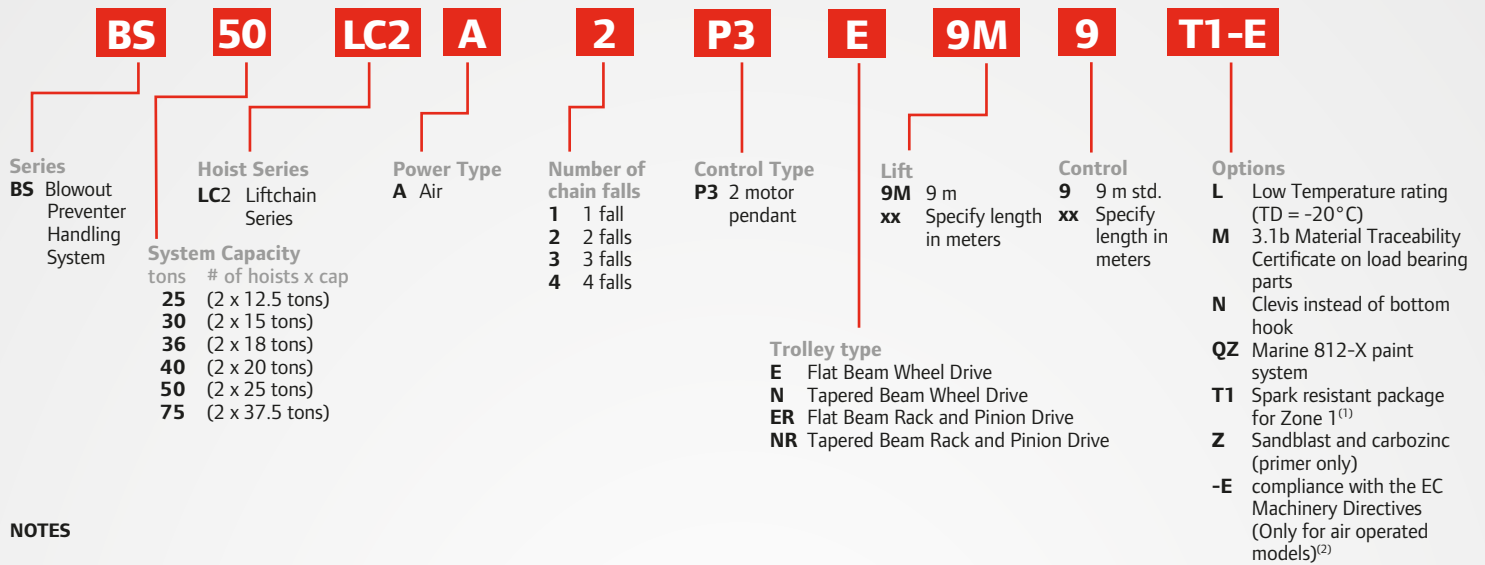 BS 50 LC2 A 2 P3 E 9M 9 T1-E
Series
BS Blowout
Preventer
Handling
System
System Capacity
tons # of hoists x cap
25 (2 x 12.5 tons)
30 (2 x 15 tons)
36 (2 x 18 tons)
40 (2 x 20 tons)
50 (2 x 25 tons)
75 (2 x 37.5 tons)
Hoist Series
LC2 Liftchain
Series
Power Type
A Air
Number of
chain falls
1 1 fall
2 2 falls
3 3 falls
4 4 falls
Control Type
P3 2 motor
pendant
Trolley type
E Flat Beam Wheel Drive
N Tapered Beam Wheel Drive
ER Flat Beam Rack and Pinion Drive
NR Tapered Beam Rack and Pinion Drive
Lift
9M 9 m
xx Specify length
in meters
Control
9 9 m std.
xx Specify
length in
meters
Options
L Low Temperature rating
(TD = -20°C)
M 3.1b Material Traceability
Certificate on load bearing
parts
N Clevis instead of bottom
hook
QZ Marine 812-X paint
system
T1 Spark resistant package
for Zone 1(1)
Z Sandblast and carbozinc
(primer only)
-E compliance with the EC
Machinery Directives
(Only for air operated
models)(2)
NOTES